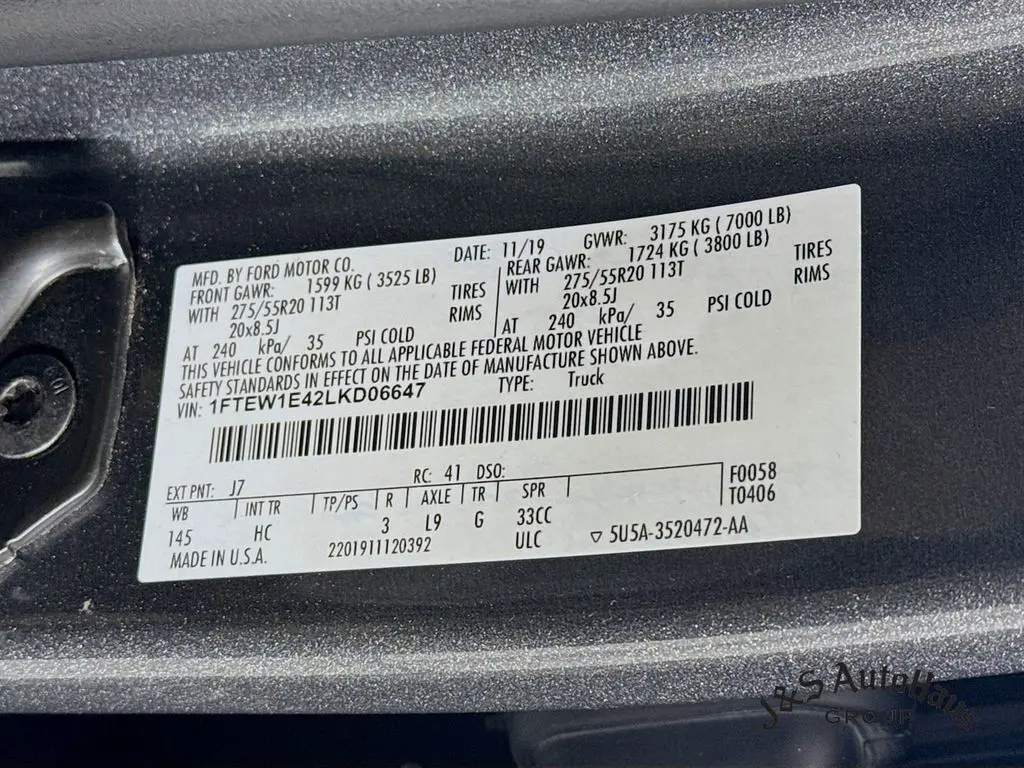 MFD. BY FORD MOTOR CO.
DATE: 11/19 GVWR: 3175 KG ( 7000 LB)
FRONT GAWR: 1599 KG ( 3525 LB)
WITH 275/55R20 113T TIRES
20x8.5J RIMS
AT 240 kPa/ 35 PSI COLD
REAR GAWR: 1724 KG ( 3800 LB)
WITH 275/55R20 113T TIRES
20x8.5J RIMS
AT 240 kPa/ 35 PSI COLD
THIS VEHICLE CONFORMS TO ALL APPLICABLE FEDERAL MOTOR VEHICLE
SAFETY STANDARDS IN EFFECT ON THE DATE OF MANUFACTURE SHOWN ABOVE.
VIN: 1FTEW1E42LKD06647 TYPE: Truck
EXT PNT: J7 RC: 41 DSO:
WB INT TR TP/PS R AXLE TR SPR
145 HC 3 L9 G 33CC
ULC
F0058
T0406
MADE IN U.S.A. 2201911120392 ▽ 5U5A-3520472-AA
J&S AutoHaus
GROUP